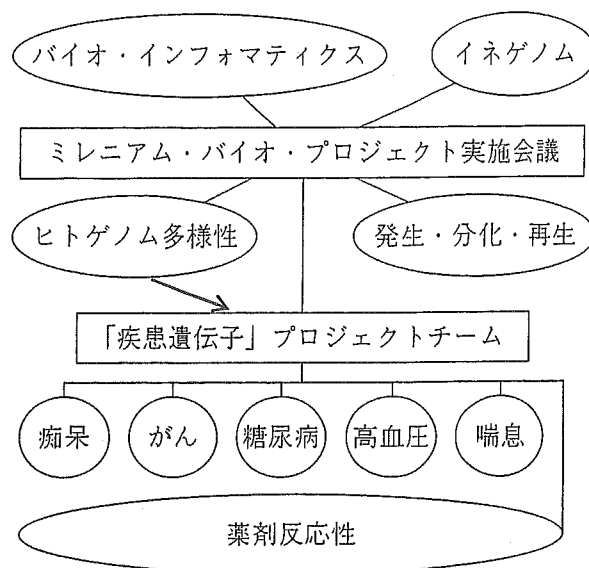 バイオ・インフォマティクス
イネゲノム
ミレニアム・バイオ・プロジェクト実施会議
ヒトゲノム多様性
発生・分化・再生
「疾患遺伝子」プロジェクトチーム
痴呆
がん
糖尿病
高血圧
喘息
薬剤反応性